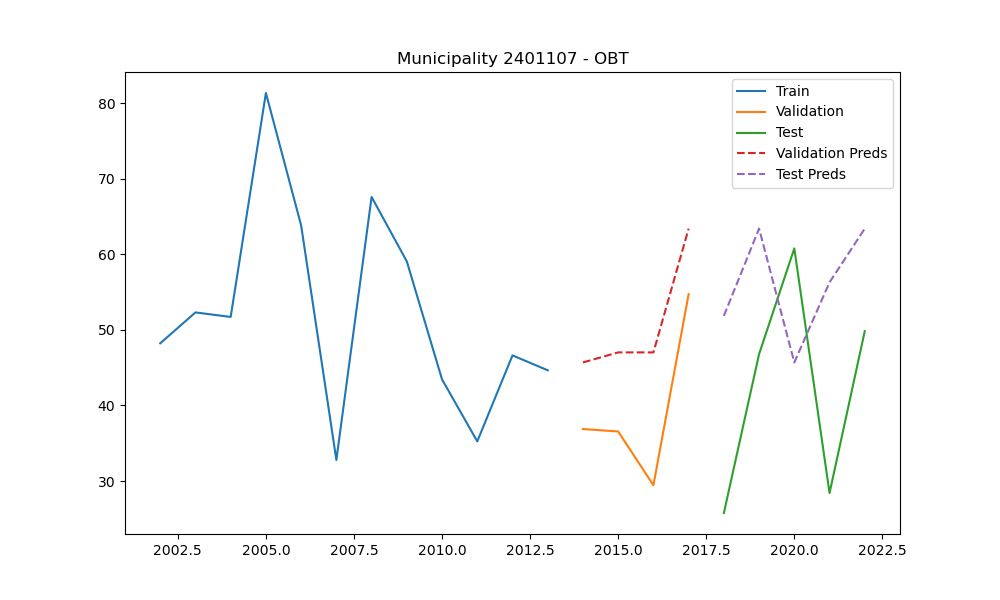 Municipality 2401107 - OBT
Train
Validation
Test
Validation Preds
Test Preds
80
70
60
50
40
30
2002.5 2005.0 2007.5 2010.0 2012.5 2015.0 2017.5 2020.0 2022.5